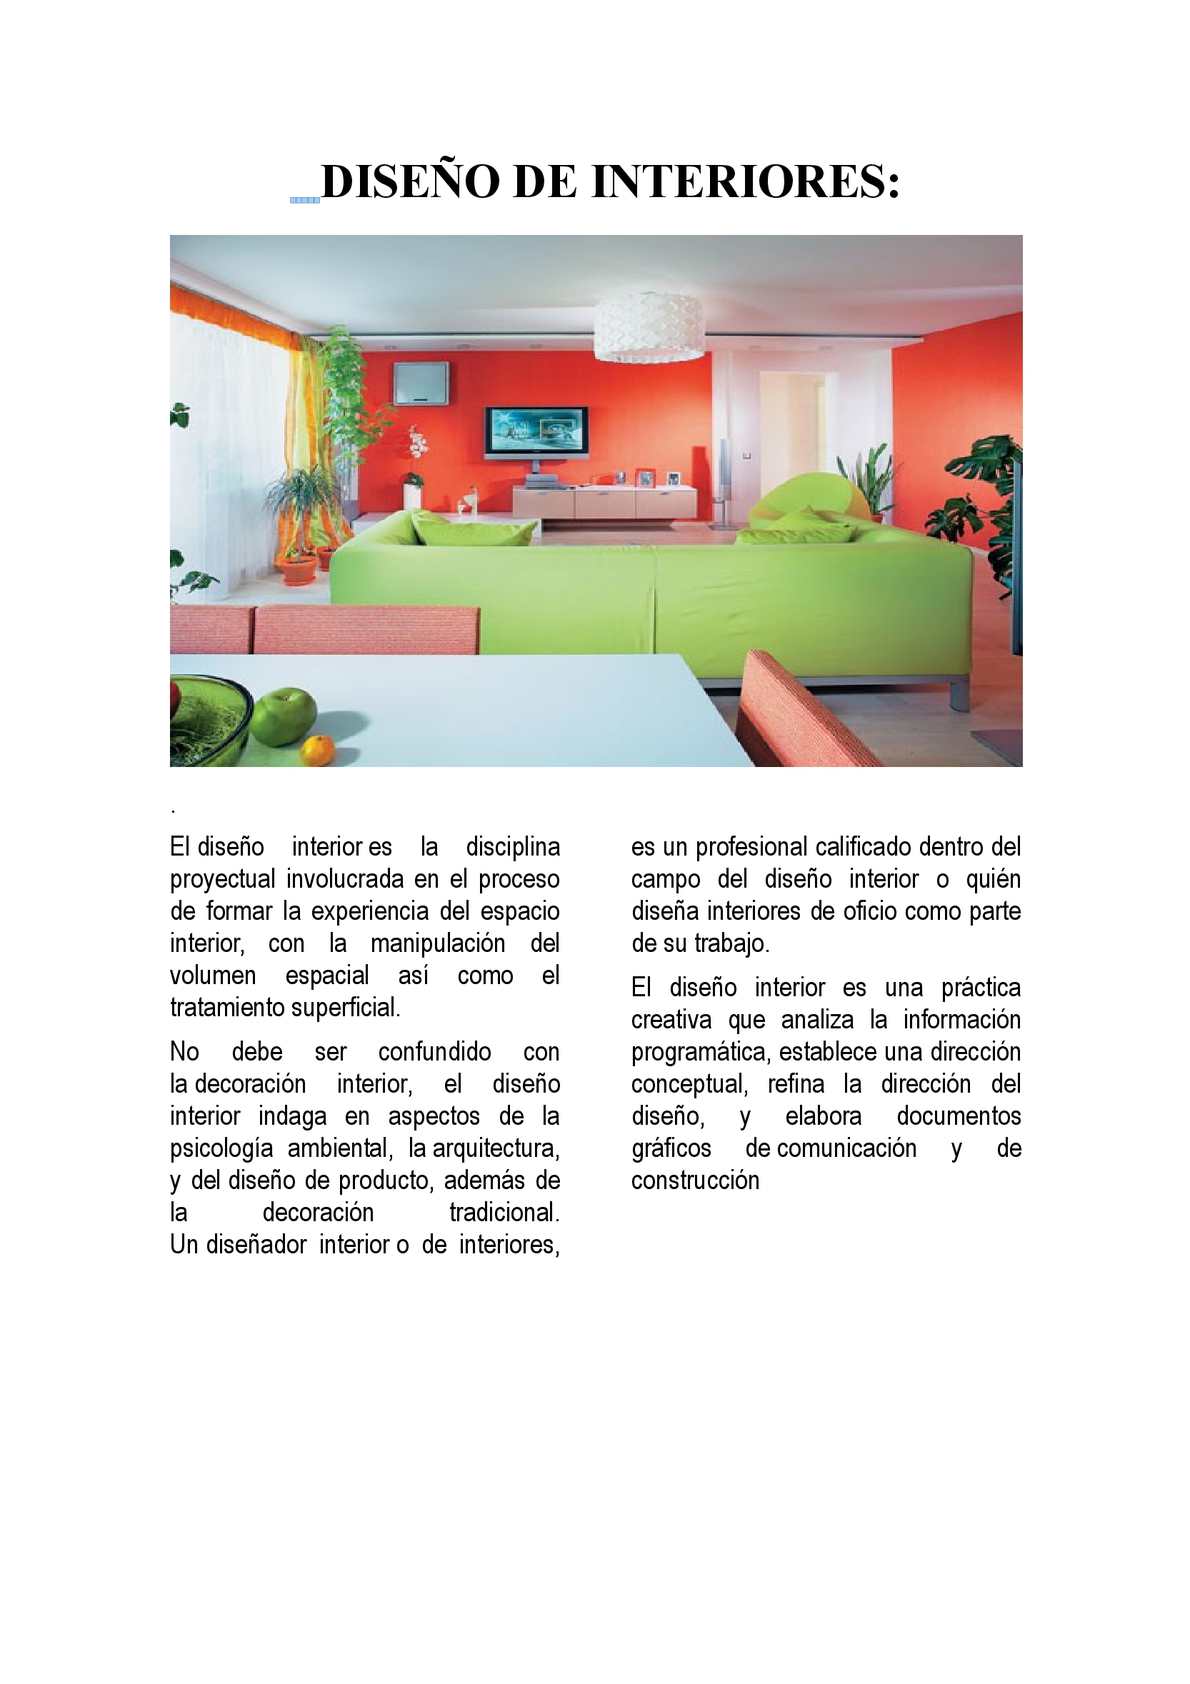 DISEÑO DE INTERIORES:
.
El diseño interior es la disciplina
proyectual involucrada en el proceso
de formar la experiencia del espacio
interior, con la manipulación del
volumen espacial así como el
tratamiento superficial.
No debe ser confundido con
la decoración interior, el diseño
interior indaga en aspectos de la
psicología ambiental, la arquitectura,
y del diseño de producto, además de
la decoración tradicional.
Un diseñador interior o de interiores,
es un profesional calificado dentro del
campo del diseño interior o quién
diseña interiores de oficio como parte
de su trabajo.
El diseño interior es una práctica
creativa que analiza la información
programática, establece una dirección
conceptual, refina la dirección del
diseño, y elabora documentos
gráficos de comunicación y de
construcción